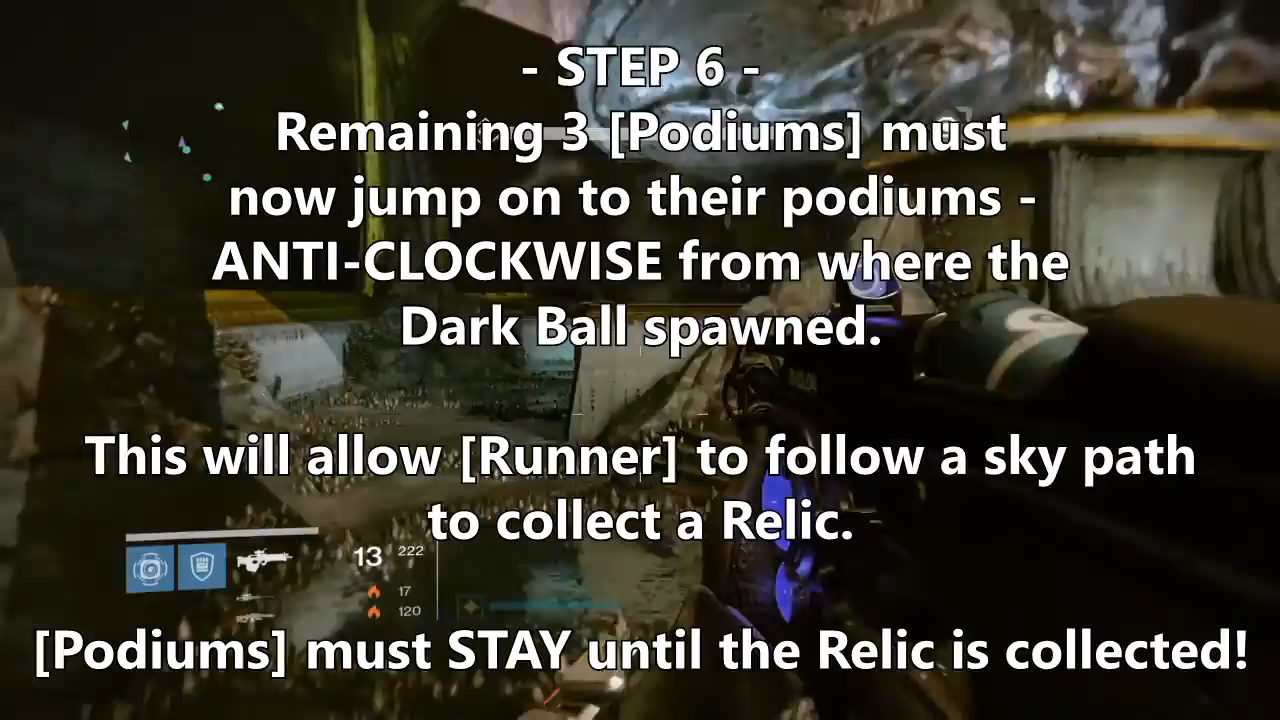 - STEP 6 -
Remaining 3 [Podiums] must
now jump on to their podiums -
ANTI-CLOCKWISE from where the
Dark Ball spawned.
This will allow [Runner] to follow a sky path
to collect a Relic.
13 222
17
120
[Podiums] must STAY until the Relic is collected!